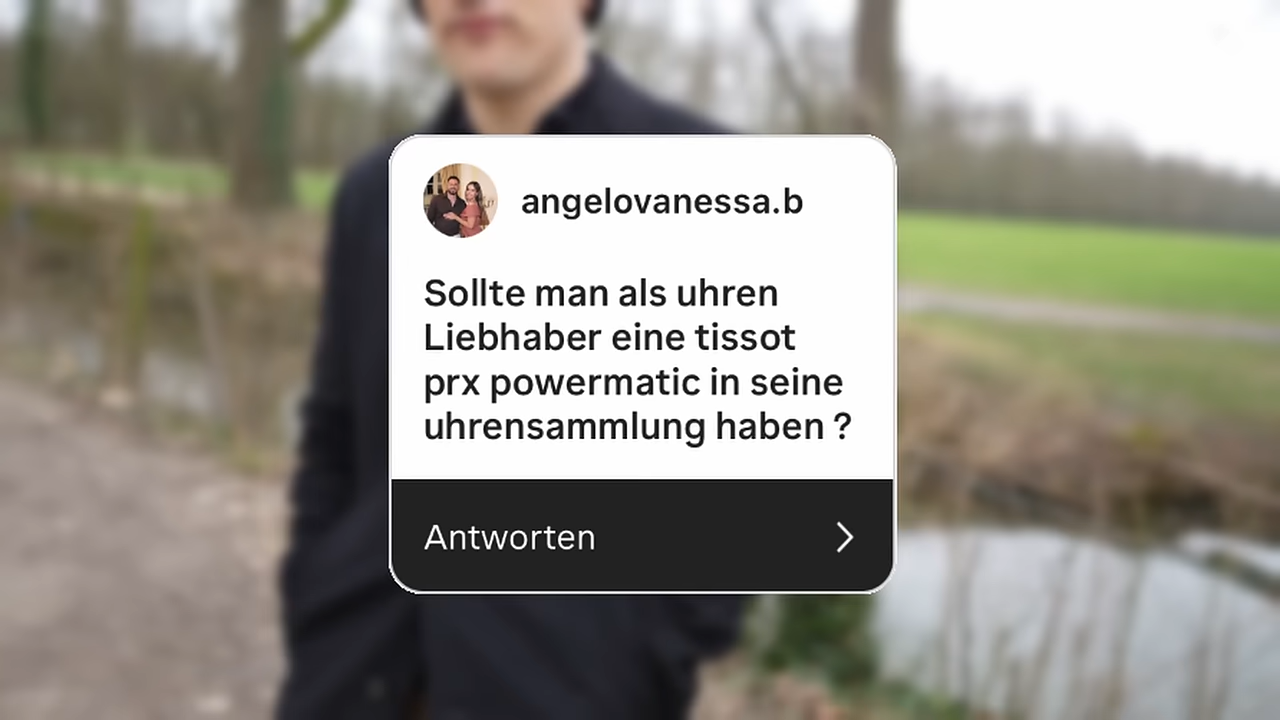 angelovanessa.b
Sollte man als uhren
Liebhaber eine tissot
prx powermatic in seine
uhrensammlung haben ?
Antworten